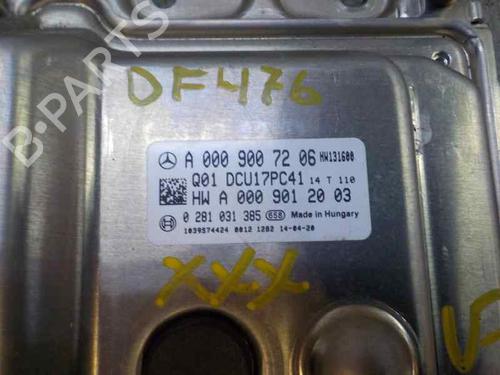 DF476
A 000 900 72 06 HW131600
Q01 DCU17PC41 14 T 110
HW A 000 901 20 03
0 281 031 385 658 Made in Hungary
1039S74424 0012 1282 14-04-20
XXX
B-PARTS